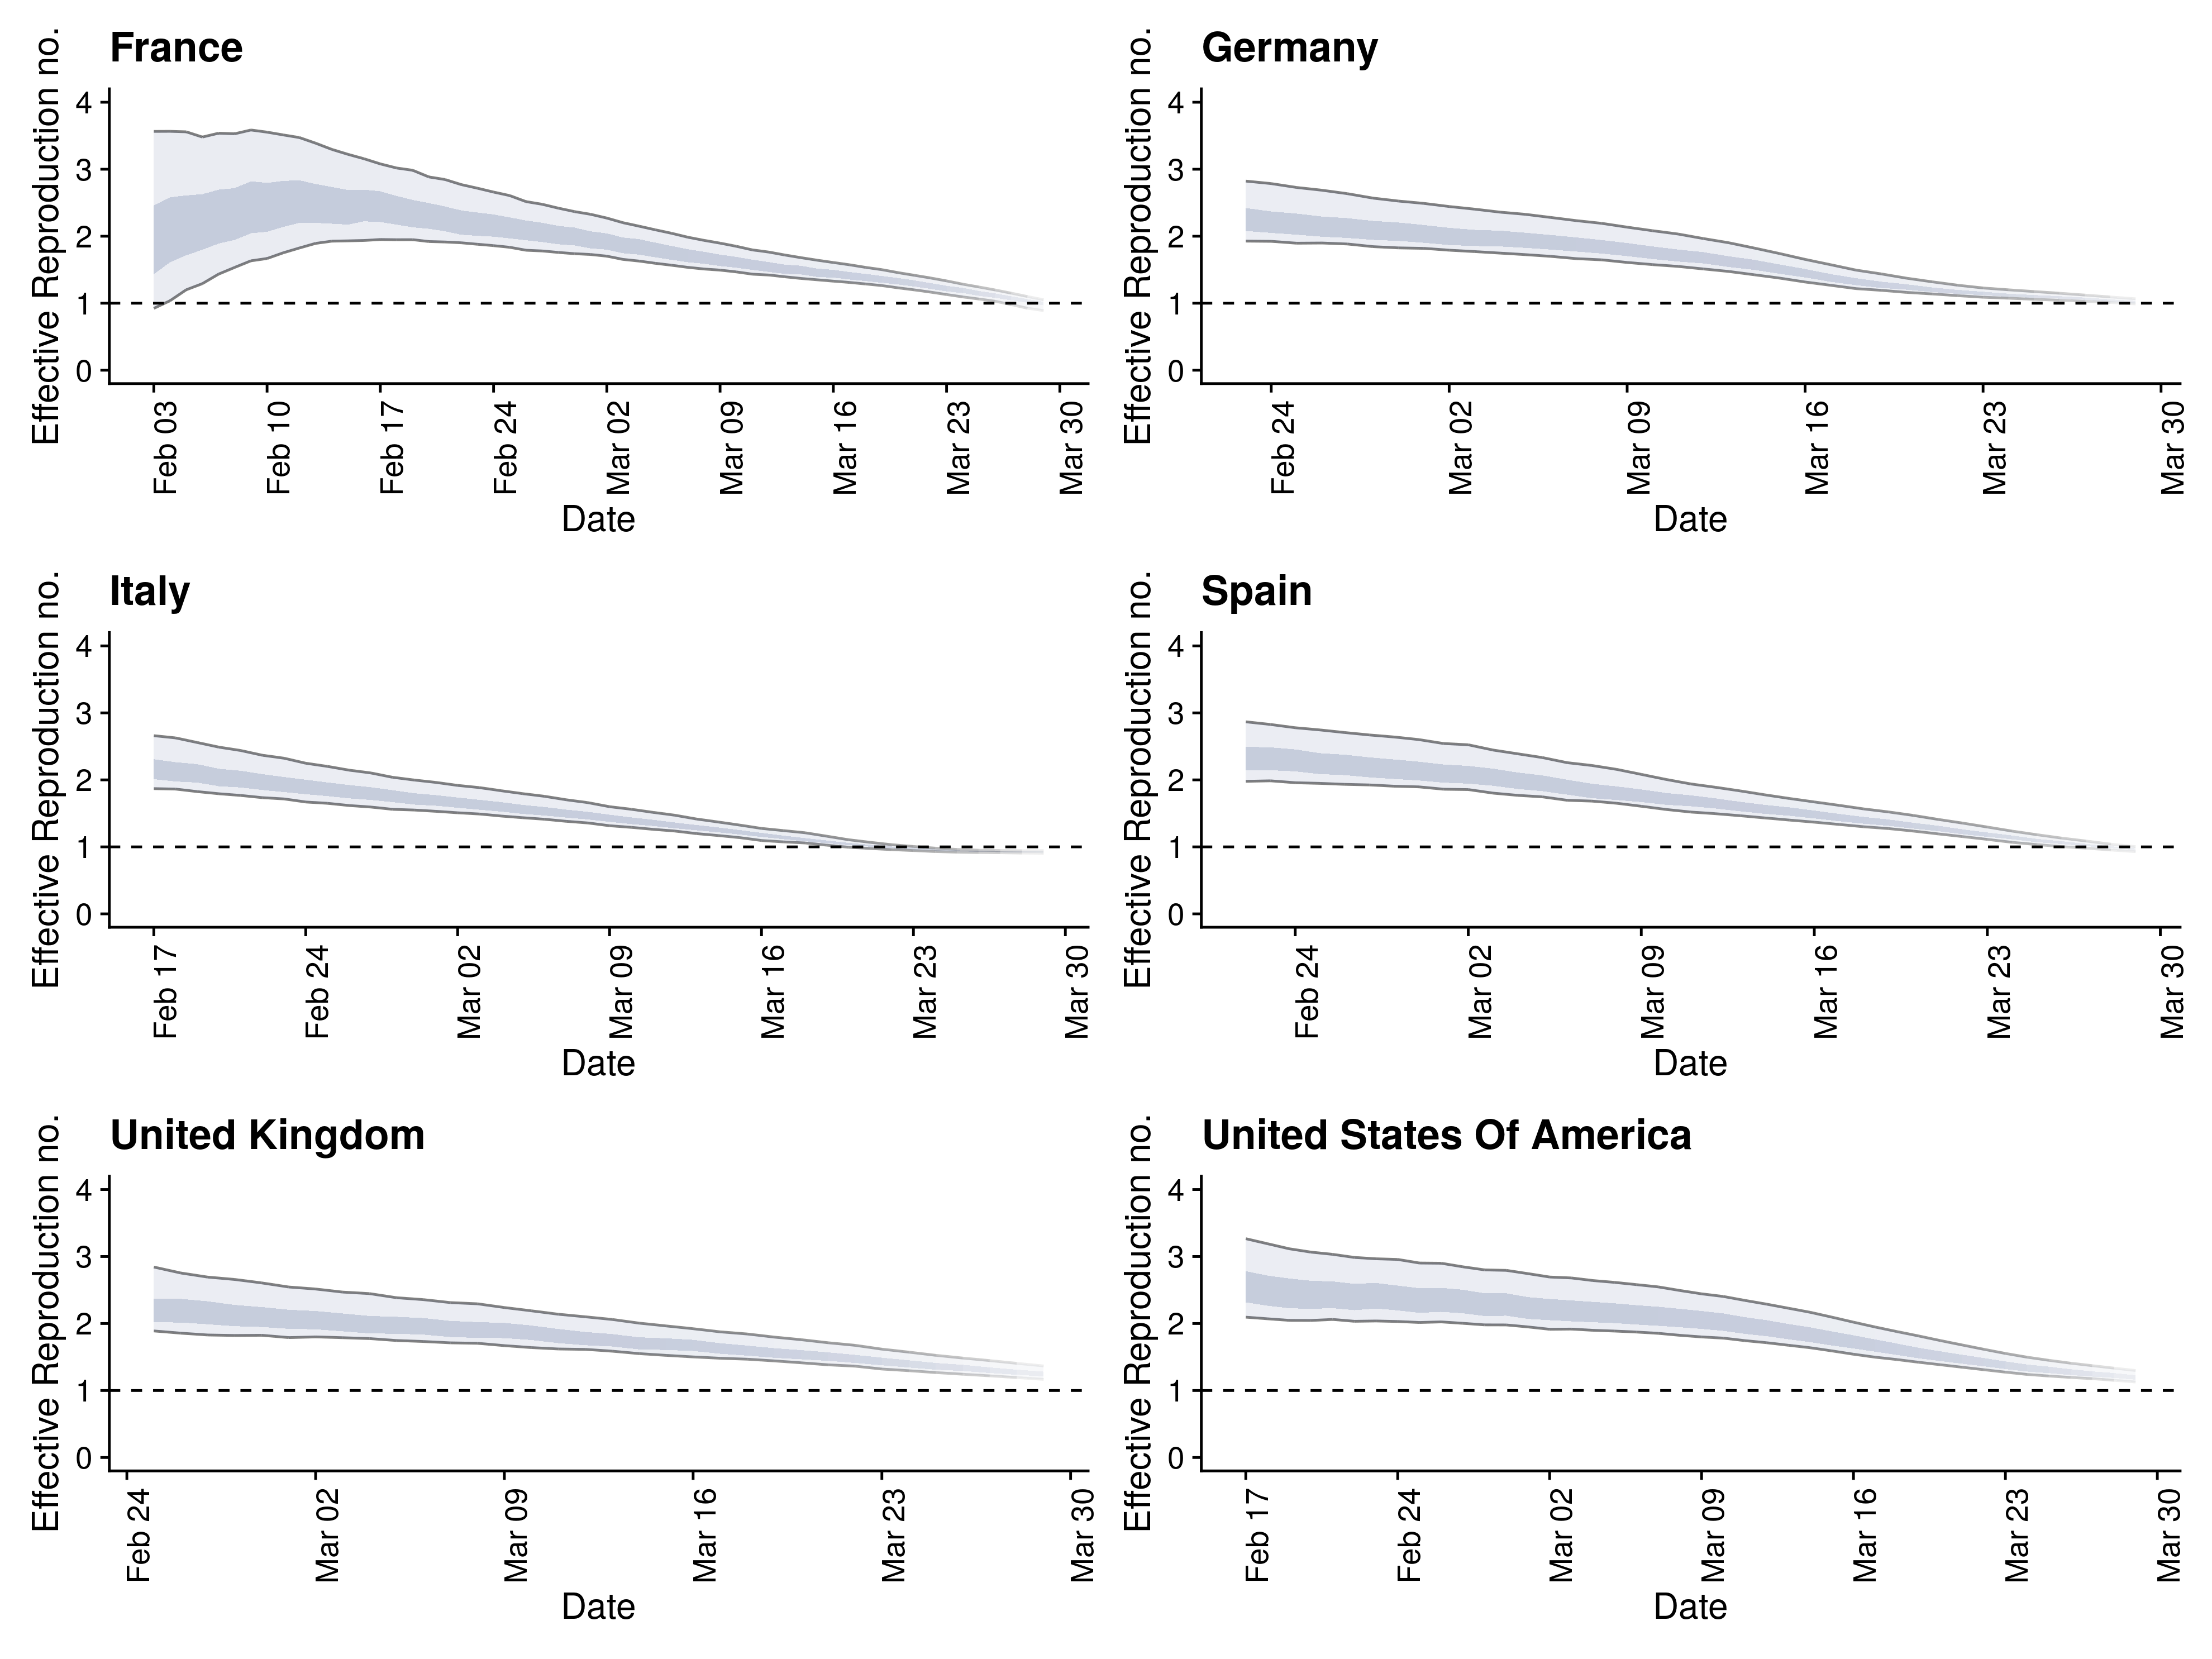 France
Effective Reproduction no.
4
3
2
1
0
Feb 03
Feb 10
Feb 17
Feb 24
Mar 02
Mar 09
Mar 16
Mar 23
Mar 30
Date
Germany
Effective Reproduction no.
4
3
2
1
0
Feb 24
Mar 02
Mar 09
Mar 16
Mar 23
Mar 30
Date
Italy
Effective Reproduction no.
4
3
2
1
0
Feb 17
Feb 24
Mar 02
Mar 09
Mar 16
Mar 23
Mar 30
Date
Spain
Effective Reproduction no.
4
3
2
1
0
Feb 24
Mar 02
Mar 09
Mar 16
Mar 23
Mar 30
Date
United Kingdom
Effective Reproduction no.
4
3
2
1
0
Feb 24
Mar 02
Mar 09
Mar 16
Mar 23
Mar 30
Date
United States Of America
Effective Reproduction no.
4
3
2
1
0
Feb 17
Feb 24
Mar 02
Mar 09
Mar 16
Mar 23
Mar 30
Date